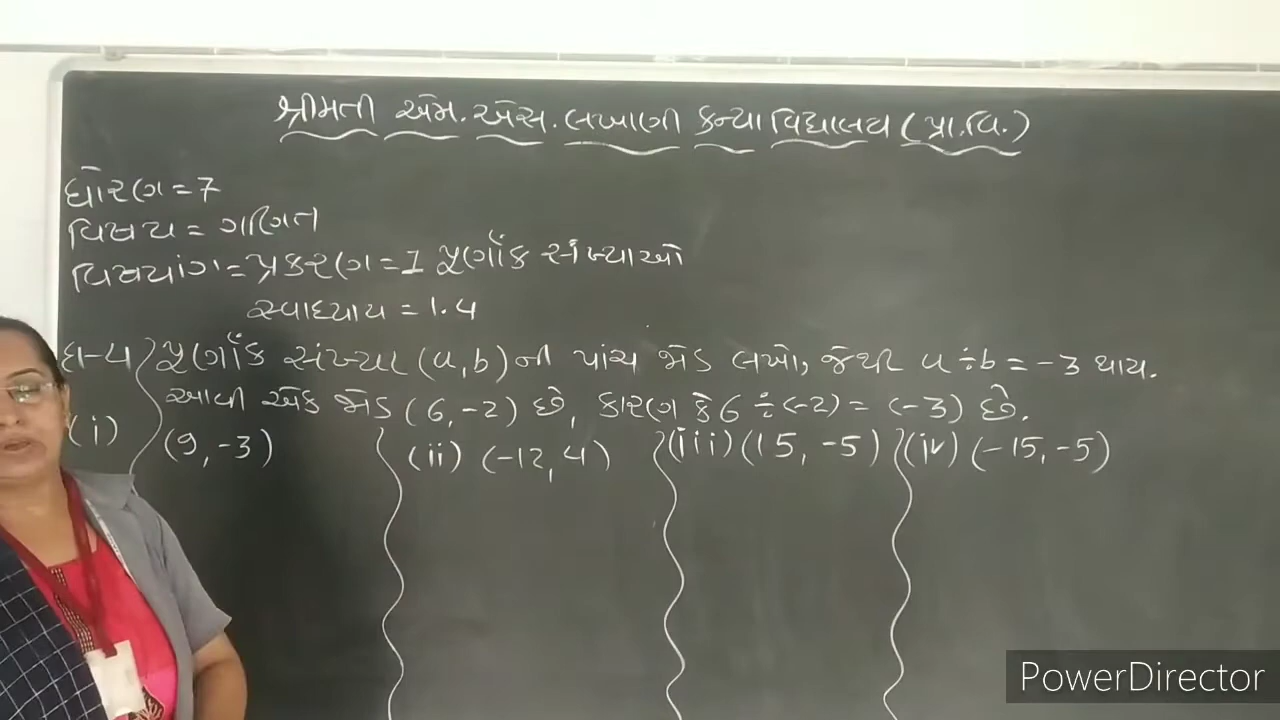 શ્રીમતી એમ. એસ. લખાણી કન્યા વિદ્યાલય (પ્રા.વિ.)
ધોરણ = 7
વિષય = ગણિત
વિષયાંગ = પ્રકરણ = 1 પૂર્ણાંક સંખ્યાઓ
સ્વાધ્યાય = 1.4
દા-4) પૂર્ણાંક સંખ્યા (a, b) ની પાંચ જોડ લખો, જેથી a ÷ b = -3 થાય.
આવી એક જોડ (6, -2) છે, કારણ કે 6 ÷ (-2) = (-3) છે.
(i) (9, -3) (ii) (-12, 4) (iii) (15, -5) (iv) (-15, -5)
PowerDirector